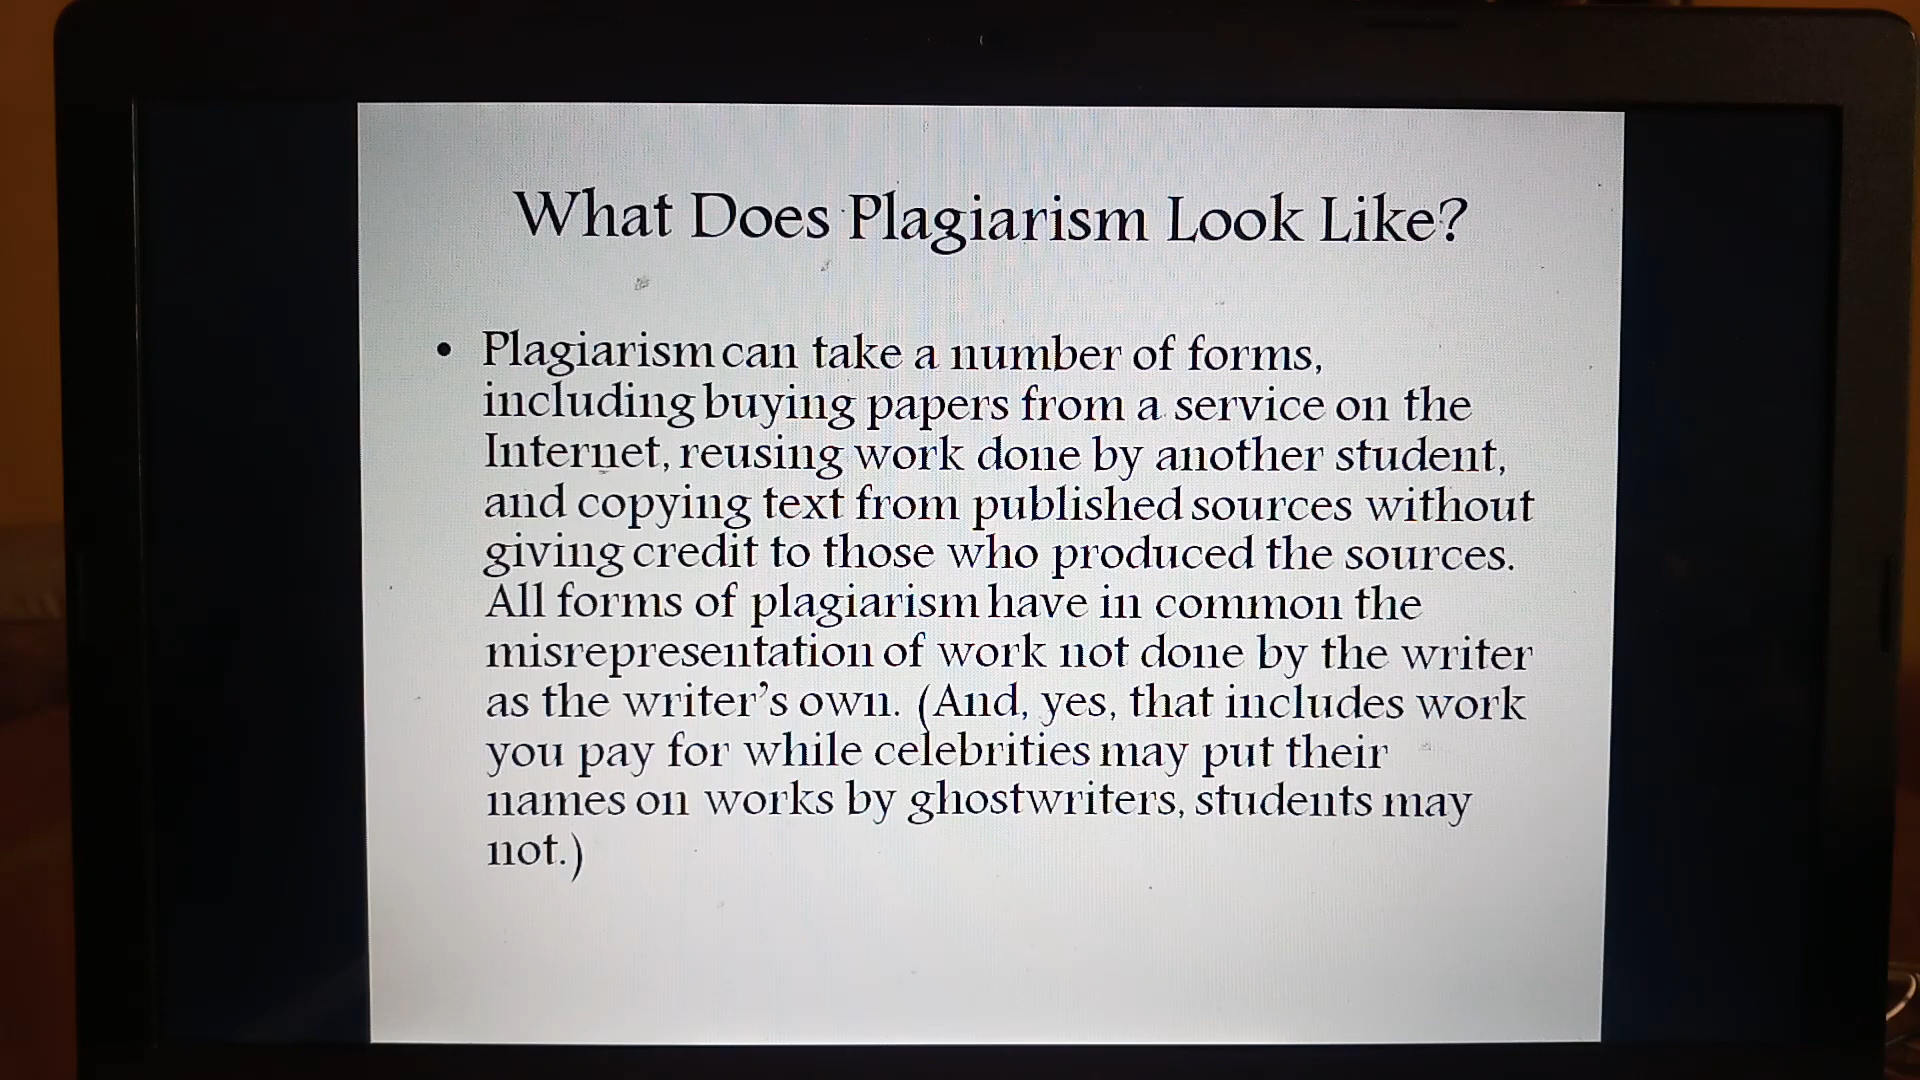 What Does Plagiarism Look Like?
• Plagiarism can take a number of forms,
including buying papers from a service on the
Internet, reusing work done by another student,
and copying text from published sources without
giving credit to those who produced the sources.
All forms of plagiarism have in common the
misrepresentation of work not done by the writer
as the writer's own. (And, yes, that includes work
you pay for while celebrities may put their
names on works by ghostwriters, students may
not.)